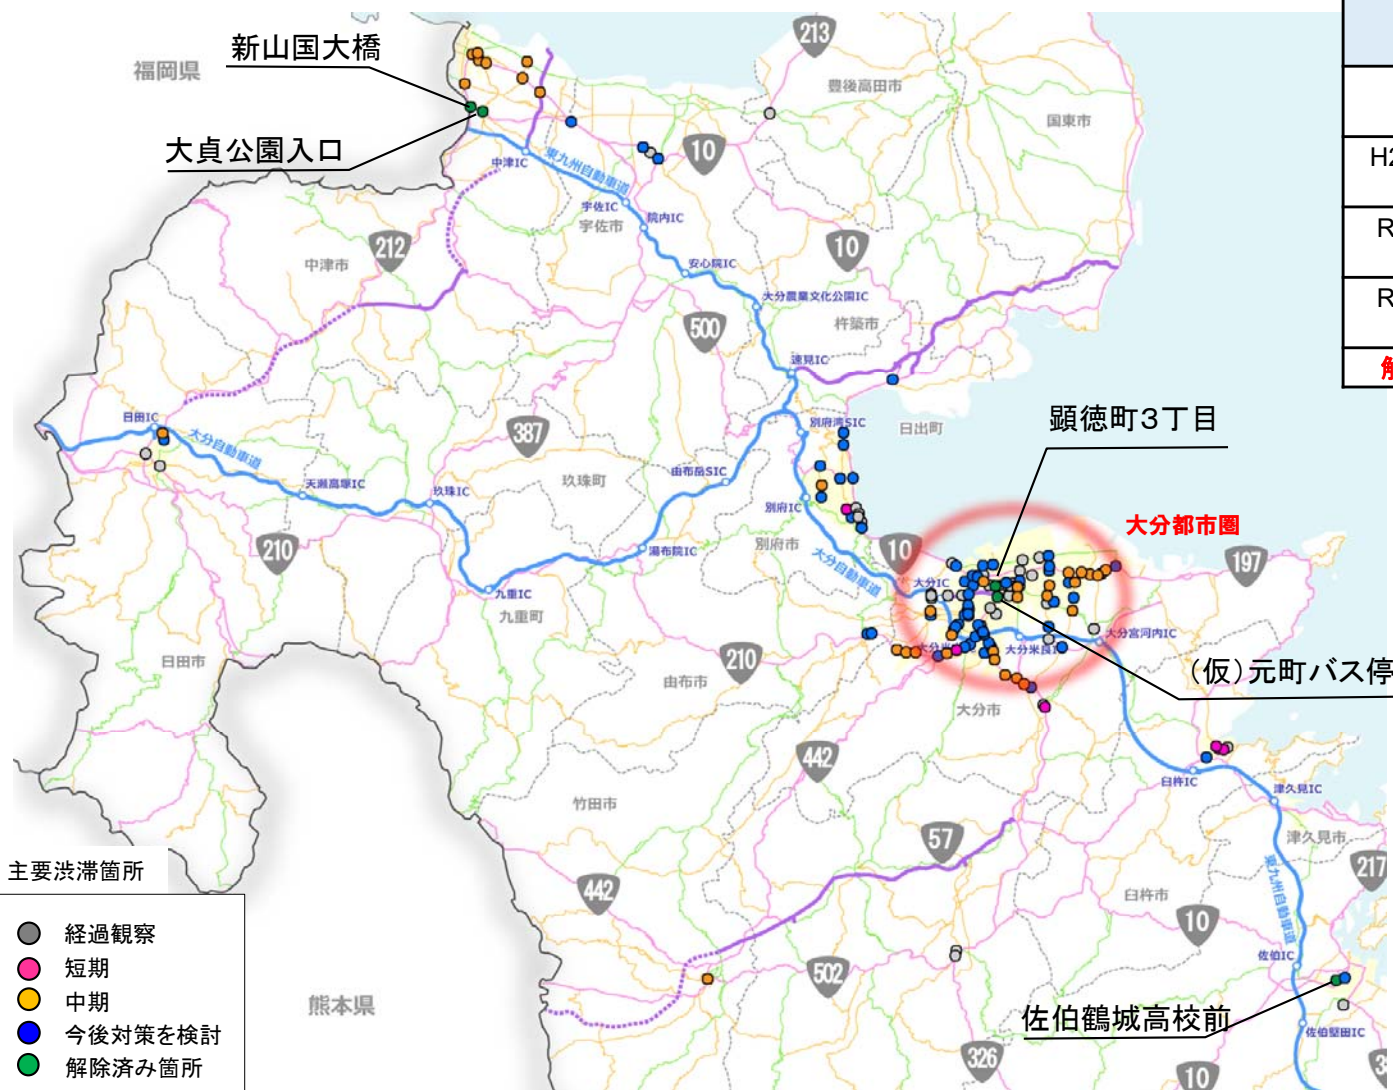 新山国大橋
福岡県
大貞公園入口
213
豊後高田市
国東市
10
中津IC
東九州自動車道
宇佐IC
院内IC
宇佐市
212
中津市
10
安心院IC
大分農業文化公園IC
500
杵築市
速見IC
H2
R
R
日田IC
大分自動車道
387
別府湾SIC
日出町
顕徳町3丁目
天瀬高塚IC
玖珠IC
玖珠町
由布岳SIC
別府IC
大分都市圏
210
湯布院IC
別府市
10
197
大分自動車道
大分IC
九重IC
九重町
大分米良IC
大分宮河内IC
日田市
210
由布市
(仮)元町バス停
大分市
442
臼杵IC
津久見IC
竹田市
57
津久見市
217
442
臼杵市
東九州自動車道
10
佐伯IC
502
熊本県
佐伯鶴城高校前
佐伯堅田IC
326
10
主要渋滞箇所
経過観察
短期
中期
今後対策を検討
解除済み箇所